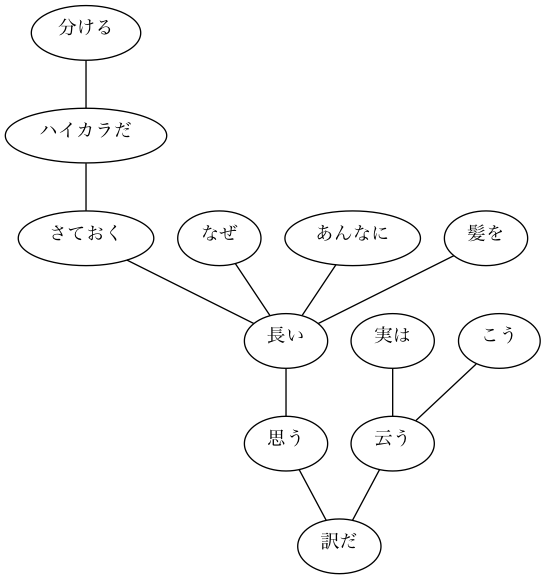 分ける
ハイカラだ
さておく
なぜ
あんなに
髪を
長い
実は
こう
思う
云う
訳だ